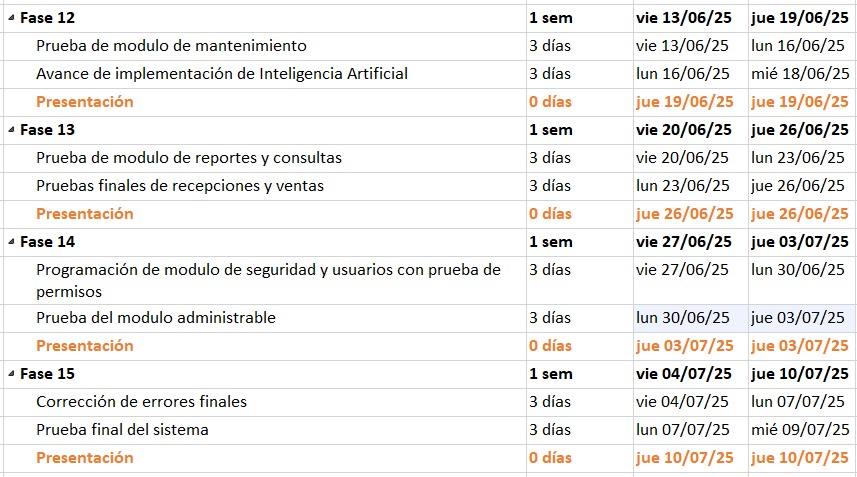 Fase 12 1 sem vie 13/06/25 jue 19/06/25
Prueba de modulo de mantenimiento 3 días vie 13/06/25 lun 16/06/25
Avance de implementación de Inteligencia Artificial 3 días lun 16/06/25 mié 18/06/25
Presentación 0 días jue 19/06/25 jue 19/06/25
Fase 13 1 sem vie 20/06/25 jue 26/06/25
Prueba de modulo de reportes y consultas 3 días vie 20/06/25 lun 23/06/25
Pruebas finales de recepciones y ventas 3 días lun 23/06/25 jue 26/06/25
Presentación 0 días jue 26/06/25 jue 26/06/25
Fase 14 1 sem vie 27/06/25 jue 03/07/25
Programación de modulo de seguridad y usuarios con prueba de 3 días vie 27/06/25 lun 30/06/25
permisos
Prueba del modulo administrable 3 días lun 30/06/25 jue 03/07/25
Presentación 0 días jue 03/07/25 jue 03/07/25
Fase 15 1 sem vie 04/07/25 jue 10/07/25
Corrección de errores finales 3 días vie 04/07/25 lun 07/07/25
Prueba final del sistema 3 días lun 07/07/25 mié 09/07/25
Presentación 0 días jue 10/07/25 jue 10/07/25